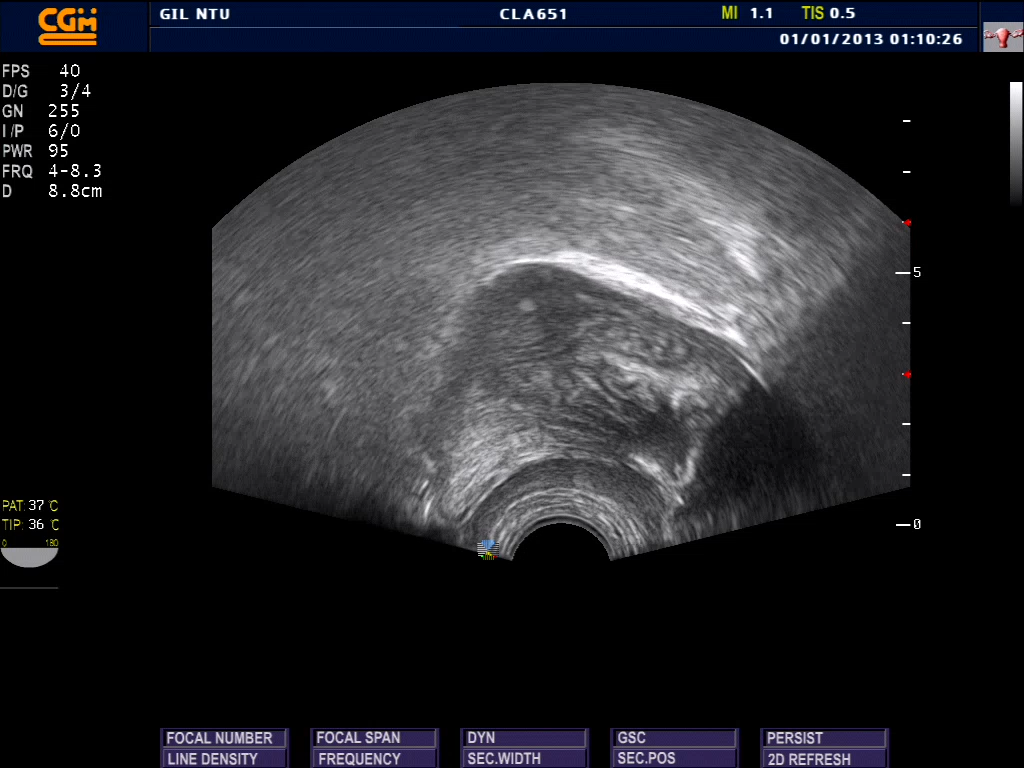 CGM
GIL NTU CLA651 MI 1.1 TIS 0.5
01/01/2013 01:10:26
FPS 40
D/G 3/4
GN 255
I/P 6/0
PWR 95
FRQ 4-8.3
D 8.8cm
5
PAT: 37 °C
TIP: 36 °C
0 180
0
FOCAL NUMBER FOCAL SPAN DYN GSC PERSIST
LINE DENSITY FREQUENCY SEC.WIDTH SEC.POS 2D REFRESH